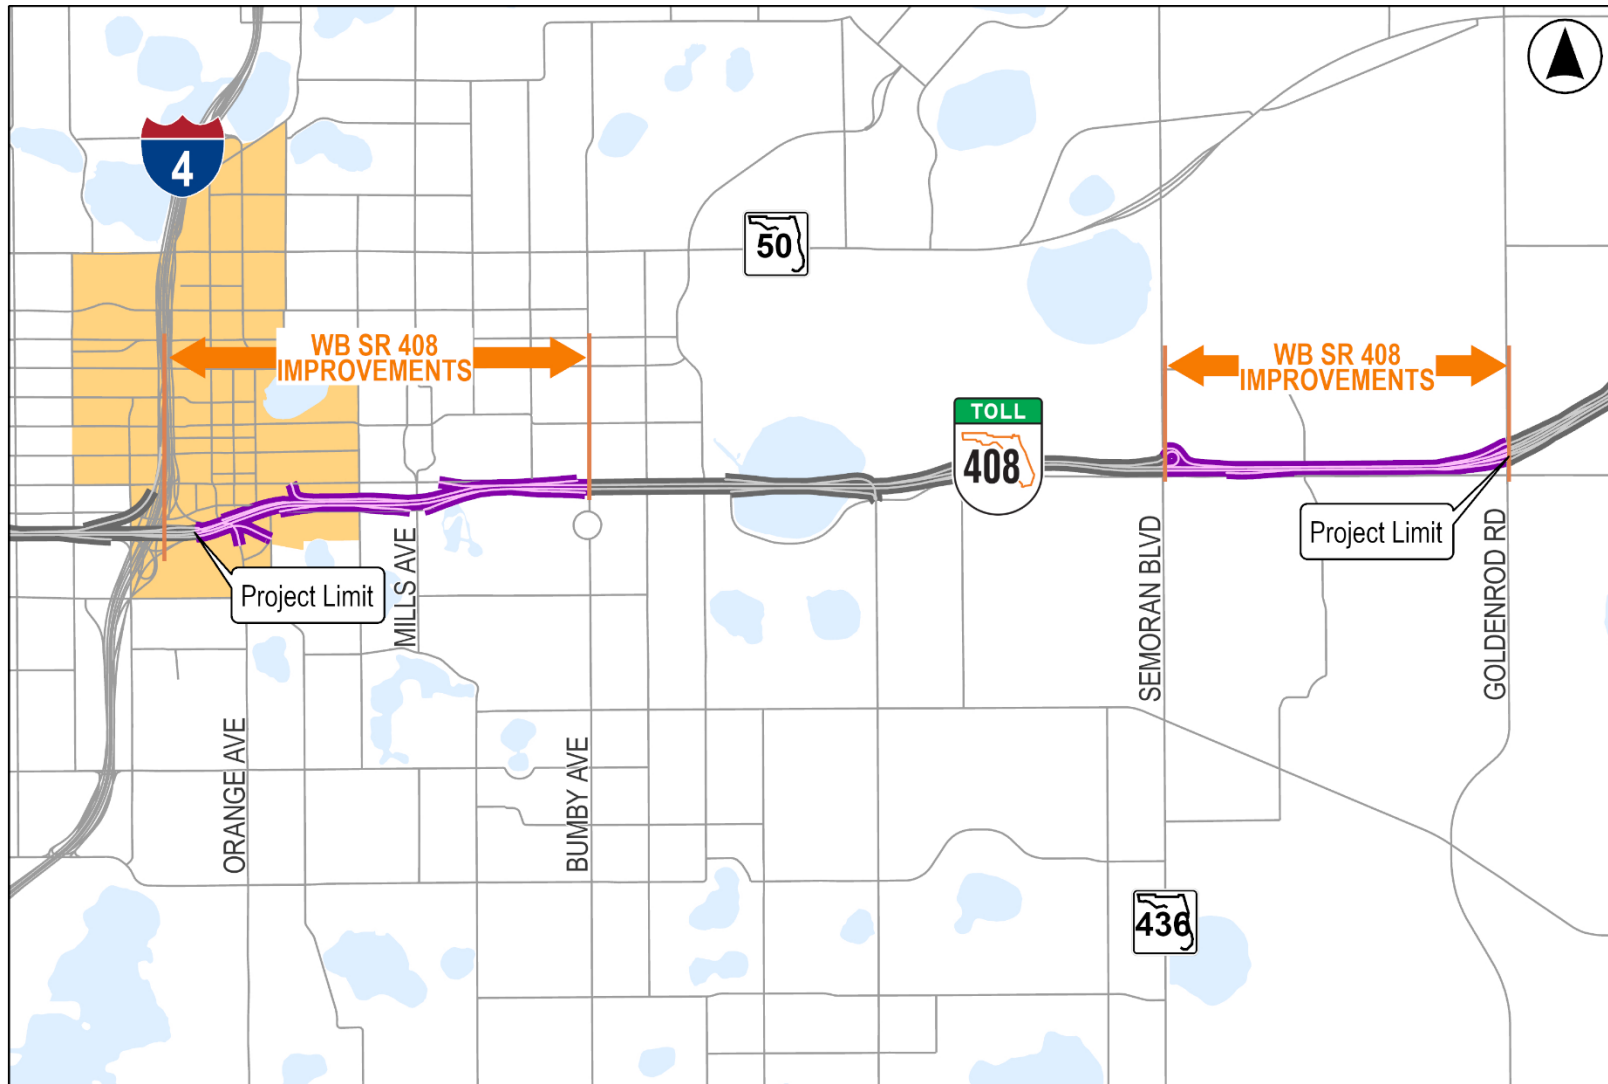 4
50
WB SR 408
IMPROVEMENTS
WB SR 408
IMPROVEMENTS
TOLL
408
Project Limit
Project Limit
MILLS AVE
SEMORAN BLVD
GOLDENROD RD
ORANGE AVE
BUMBY AVE
436